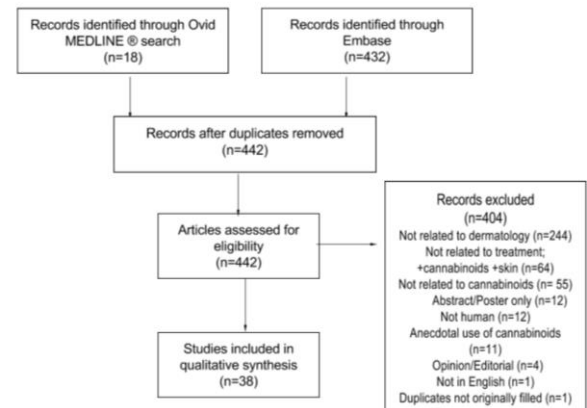 Records identified through Ovid
MEDLINE ® search
(n=18)
Records identified through
Embase
(n=432)
Records after duplicates removed
(n=442)
Articles assessed for
eligibility
(n=442)
Records excluded
(n=404)
Not related to dermatology (n=244)
Not related to treatment;
+cannabinoids +skin (n=64)
Not related to cannabinoids (n= 55)
Abstract/Poster only (n=12)
Not human (n=12)
Anecdotal use of cannabinoids
(n=11)
Opinion/Editorial (n=4)
Not in English (n=1)
Duplicates not originally filled (n=1)
Studies included in
qualitative synthesis
(n=38)